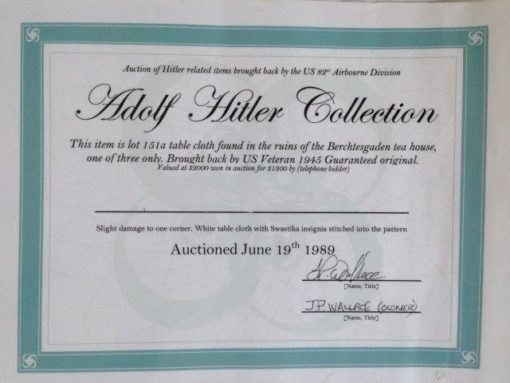 Auction of Hitler related items brought back by the US 82ⁿᵈ Airbourne Division
Adolf Hitler Collection
This item is lot 151a table cloth found in the ruins of the Berchtesgaden tea house,
one of three only. Brought back by US Veteran 1945 Guaranteed original.
Valued at $2000 won in auction for $1200 by (telephone bidder)
Slight damage to one corner. White table cloth with Swastika insignia stitched into the pattern
Auctioned June 19ᵗʰ 1989
J.P. Wallace
[Name, Title]
J.P. WALLACE (OWNER)
[Name, Title]